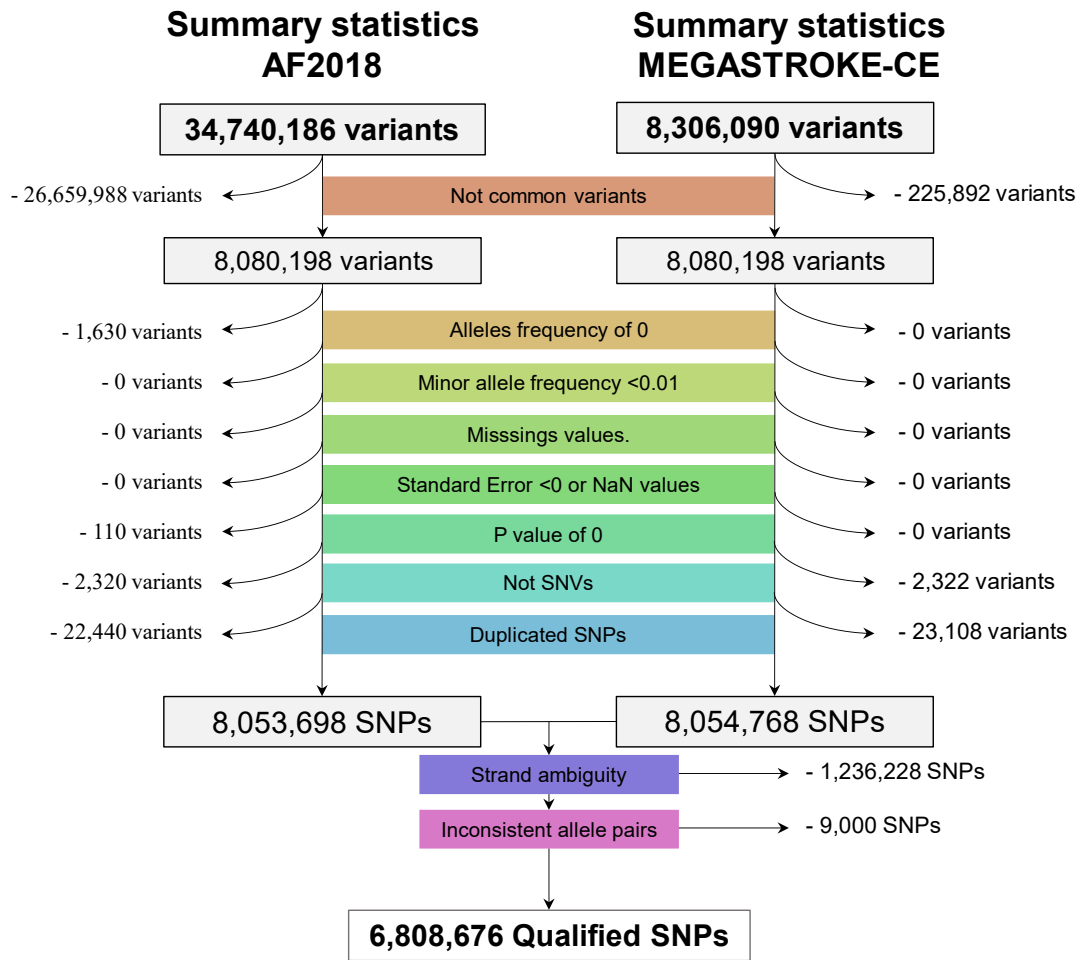 Summary statistics
AF2018
Summary statistics
MEGASTROKE-CE
34,740,186 variants
8,306,090 variants
- 26,659,988 variants
Not common variants
- 225,892 variants
8,080,198 variants
8,080,198 variants
- 1,630 variants
Alleles frequency of 0
- 0 variants
- 0 variants
Minor allele frequency <0.01
- 0 variants
- 0 variants
Misssings values.
- 0 variants
- 0 variants
Standard Error <0 or NaN values
- 0 variants
- 110 variants
P value of 0
- 0 variants
- 2,320 variants
Not SNVs
- 2,322 variants
- 22,440 variants
Duplicated SNPs
- 23,108 variants
8,053,698 SNPs
8,054,768 SNPs
Strand ambiguity
- 1,236,228 SNPs
Inconsistent allele pairs
- 9,000 SNPs
6,808,676 Qualified SNPs